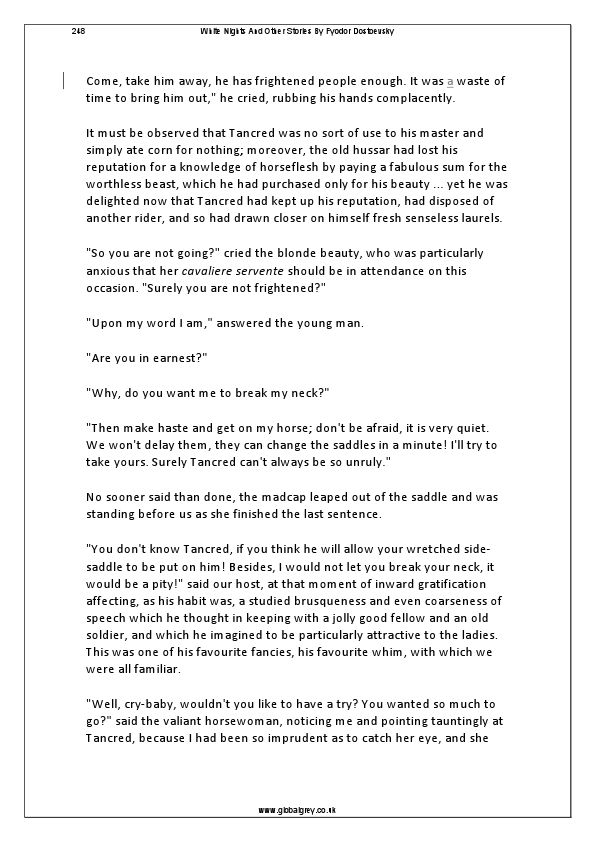 248 White Nights And Other Stories By Fyodor Dostoevsky
Come, take him away, he has frightened people enough. It was a waste of
time to bring him out," he cried, rubbing his hands complacently.
It must be observed that Tancred was no sort of use to his master and
simply ate corn for nothing; moreover, the old hussar had lost his
reputation for a knowledge of horseflesh by paying a fabulous sum for the
worthless beast, which he had purchased only for his beauty ... yet he was
delighted now that Tancred had kept up his reputation, had disposed of
another rider, and so had drawn closer on himself fresh senseless laurels.
"So you are not going?" cried the blonde beauty, who was particularly
anxious that her cavaliere servente should be in attendance on this
occasion. "Surely you are not frightened?"
"Upon my word I am," answered the young man.
"Are you in earnest?"
"Why, do you want me to break my neck?"
"Then make haste and get on my horse; don't be afraid, it is very quiet.
We won't delay them, they can change the saddles in a minute! I'll try to
take yours. Surely Tancred can't always be so unruly."
No sooner said than done, the madcap leaped out of the saddle and was
standing before us as she finished the last sentence.
"You don't know Tancred, if you think he will allow your wretched side-
saddle to be put on him! Besides, I would not let you break your neck, it
would be a pity!" said our host, at that moment of inward gratification
affecting, as his habit was, a studied brusqueness and even coarseness of
speech which he thought in keeping with a jolly good fellow and an old
soldier, and which he imagined to be particularly attractive to the ladies.
This was one of his favourite fancies, his favourite whim, with which we
were all familiar.
"Well, cry-baby, wouldn't you like to have a try? You wanted so much to
go?" said the valiant horsewoman, noticing me and pointing tauntingly at
Tancred, because I had been so imprudent as to catch her eye, and she
www.globalgrey.co.uk